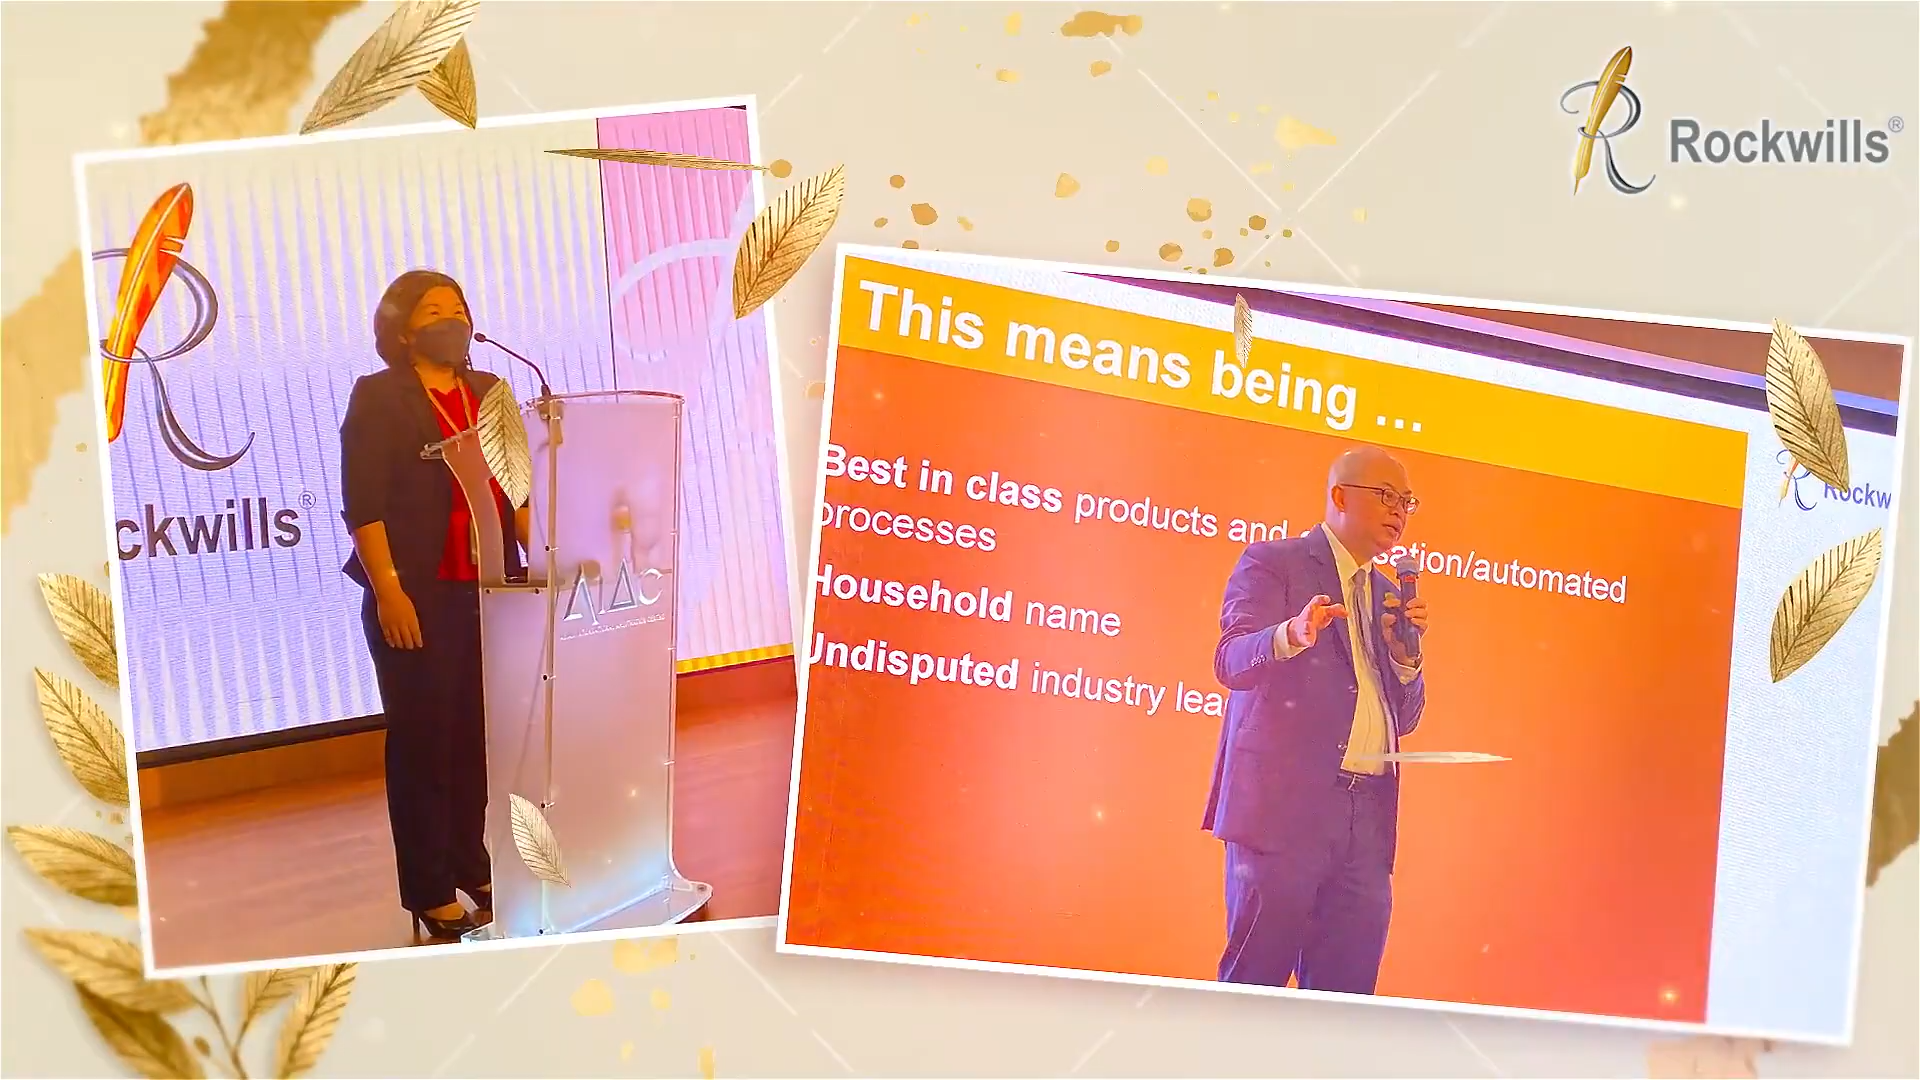 Rockwills®
ckwills®
AIAC
This means being ...
Best in class products and sation/automated
processes
Household name
Undisputed industry lea
Rockw